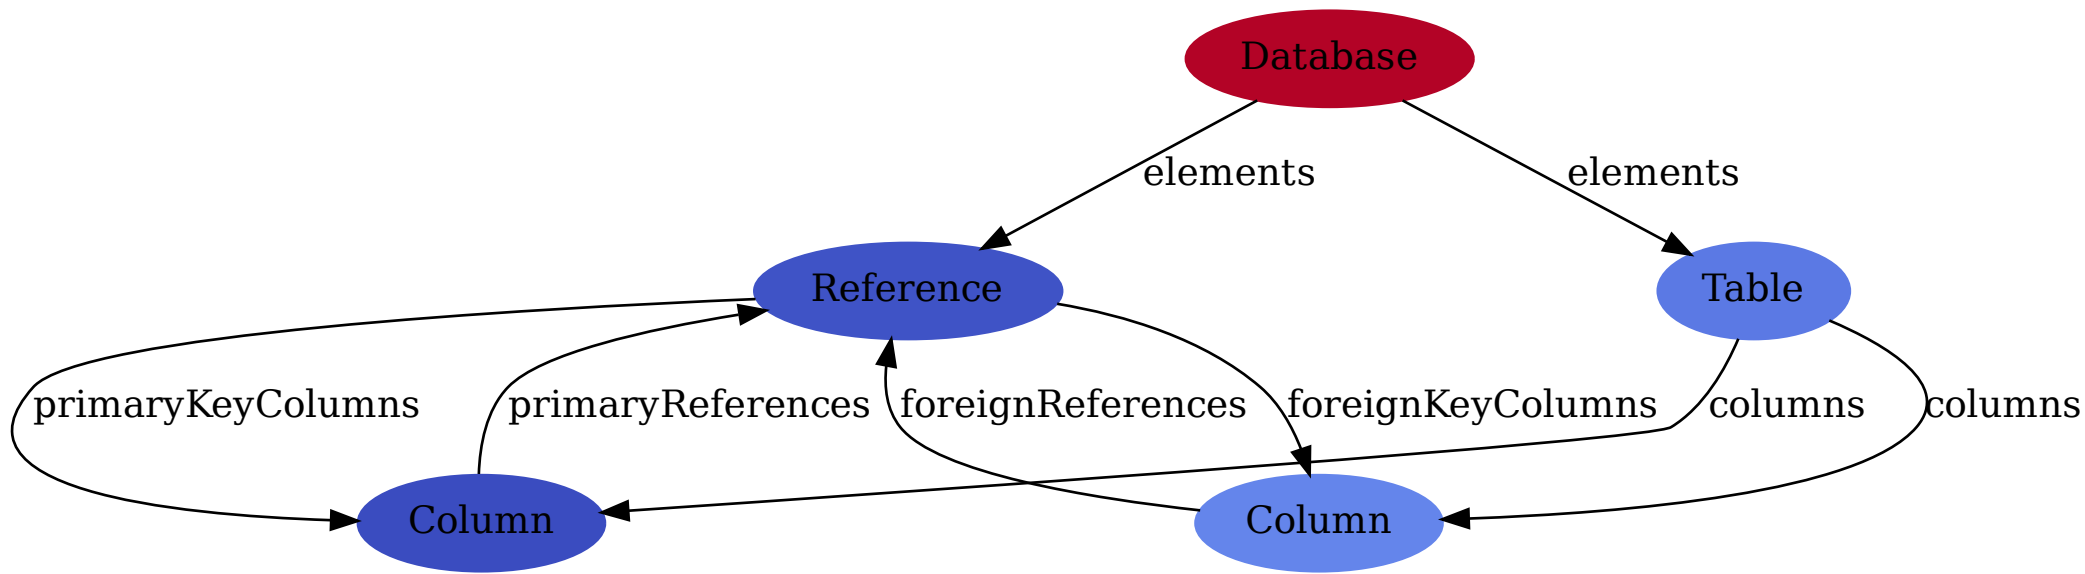 Database
elements
elements
Reference
Table
primaryKeyColumns
primaryReferences
foreignReferences
foreignKeyColumns
columns
columns
Column
Column